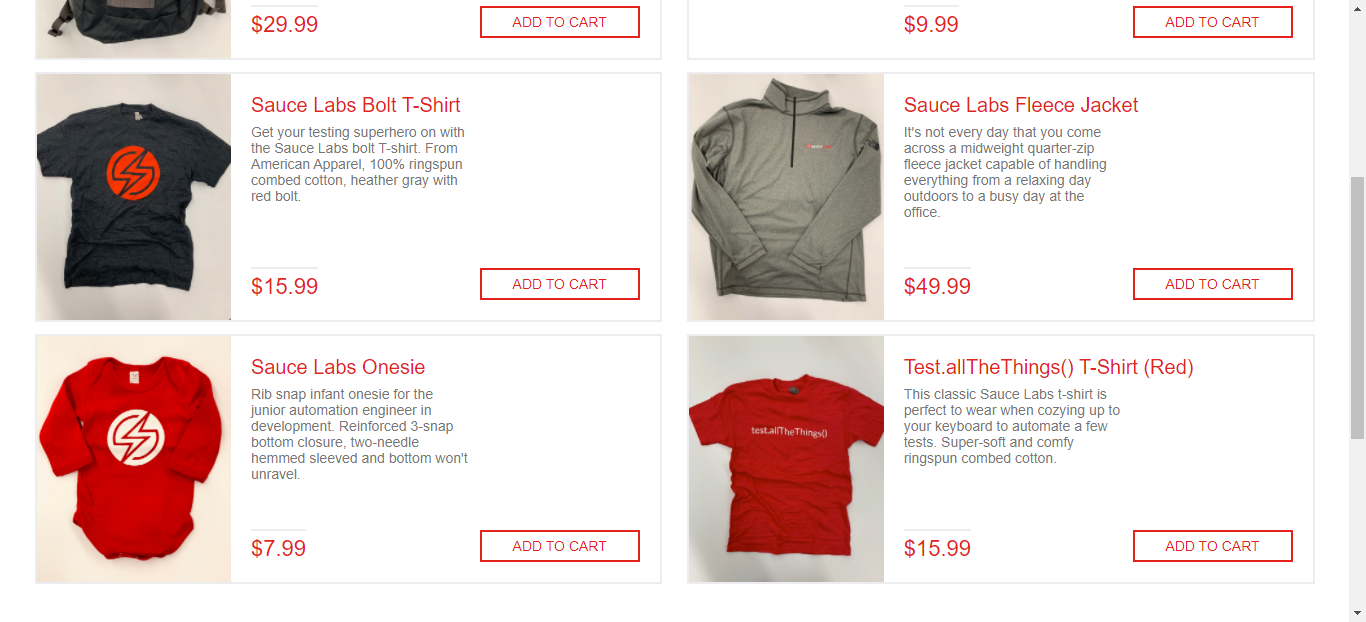 $29.99
ADD TO CART
$9.99
ADD TO CART
Sauce Labs Bolt T-Shirt
Get your testing superhero on with
the Sauce Labs bolt T-shirt. From
American Apparel, 100% ringspun
combed cotton, heather gray with
red bolt.
$15.99
ADD TO CART
Sauce Labs Fleece Jacket
It's not every day that you come
across a midweight quarter-zip
fleece jacket capable of handling
everything from a relaxing day
outdoors to a busy day at the
office.
$49.99
ADD TO CART
Sauce Labs Onesie
Rib snap infant onesie for the
junior automation engineer in
development. Reinforced 3-snap
bottom closure, two-needle
hemmed sleeved and bottom won't
unravel.
$7.99
ADD TO CART
test.allTheThings()
Test.allTheThings() T-Shirt (Red)
This classic Sauce Labs t-shirt is
perfect to wear when cozying up to
your keyboard to automate a few
tests. Super-soft and comfy
ringspun combed cotton.
$15.99
ADD TO CART